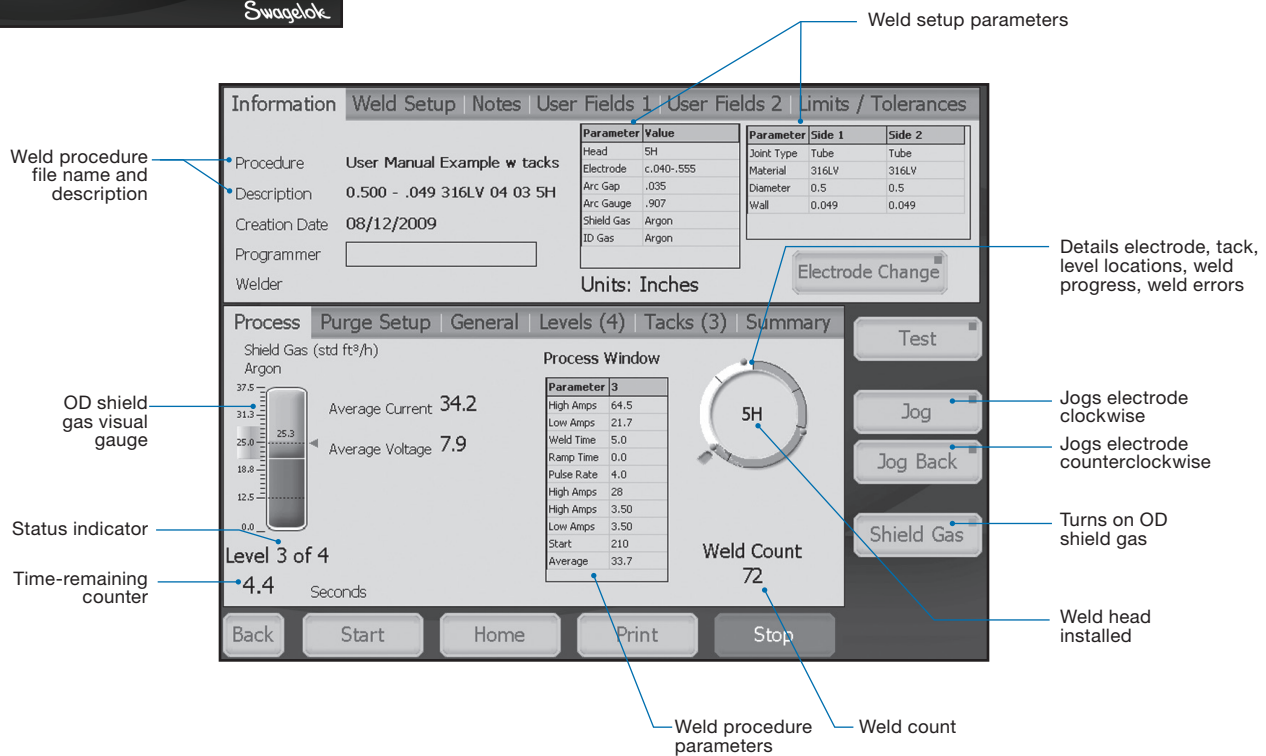 Swagelok
Weld setup parameters
Information Weld Setup Notes User Fields 1 User Fields 2 Limits / Tolerances
Weld procedure
file name and
description
Procedure User Manual Example w tacks
Description 0.500 - .049 316LV 04 03 5H
Creation Date 08/12/2009
Programmer
Welder
Parameter Value
Head 5H
Electrode c.040-.555
Arc Gap .035
Arc Gauge .907
Shield Gas Argon
ID Gas Argon
Units: Inches
Parameter Side 1 Side 2
Joint Type Tube Tube
Material 316LV 316LV
Diameter 0.5 0.5
Wall 0.049 0.049
Electrode Change
Details electrode, tack,
level locations, weld
progress, weld errors
Process Purge Setup General Levels (4) Tacks (3) Summary
Shield Gas (std ft³/h)
Argon
37.5
31.3
25.0
18.8
12.5
0.0
25.3
OD shield
gas visual
gauge
Average Current 34.2
Average Voltage 7.9
Process Window
Parameter 3
High Amps 64.5
Low Amps 21.7
Weld Time 5.0
Ramp Time 0.0
Pulse Rate 4.0
High Amps 28
High Amps 3.50
Low Amps 3.50
Start 210
Average 33.7
5H
Weld Count
72
Test
Jog
Jog Back
Shield Gas
Jogs electrode
clockwise
Jogs electrode
counterclockwise
Turns on OD
shield gas
Status indicator
Level 3 of 4
Time-remaining
counter
4.4 Seconds
Weld head
installed
Back Start Home Print Stop
Weld procedure
parameters
Weld count